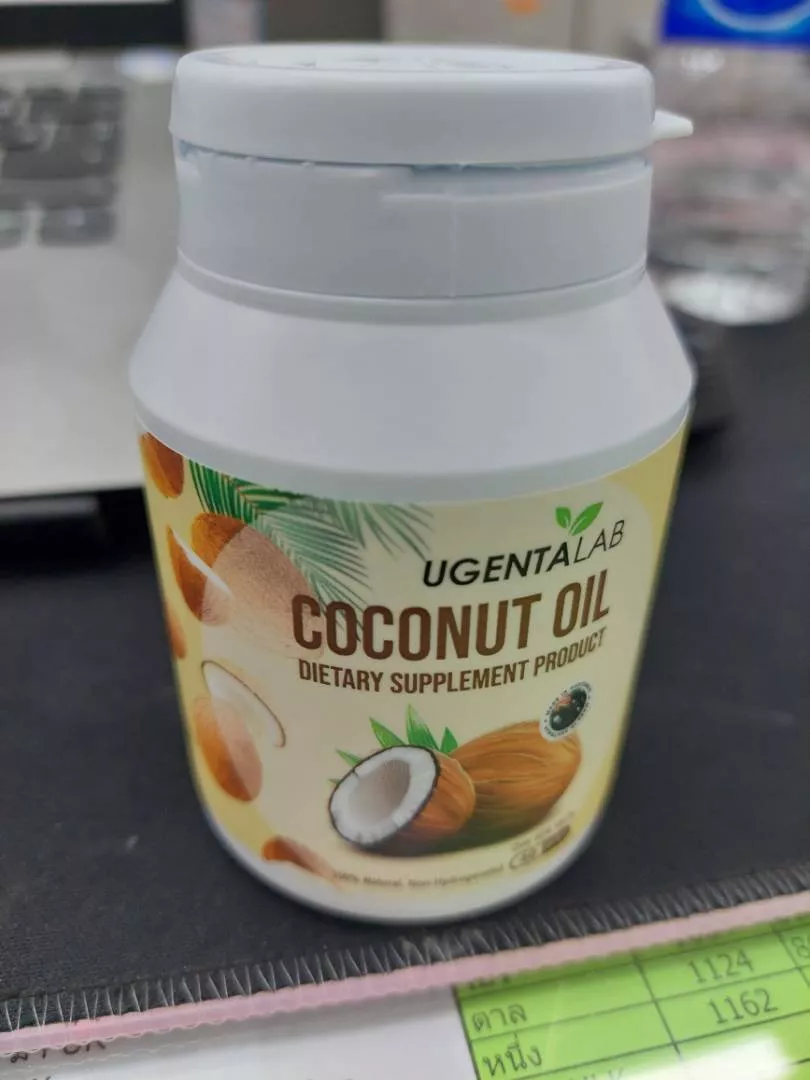 UGENTALAB
COCONUT OIL
DIETARY SUPPLEMENT PRODUCT
100% Natural, Non-Hydrogenated
1124
ตาล
1162
หนึ่ง